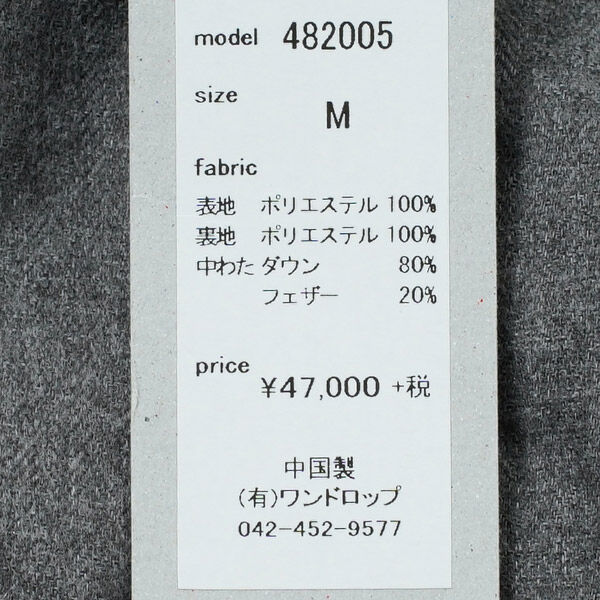 model 482005
size
M
fabric
表地 ポリエステル 100%
裏地 ポリエステル 100%
中わた ダウン 80%
フェザー 20%
price
¥47,000 +税
中国製
(有)ワンドロップ
042-452-9577